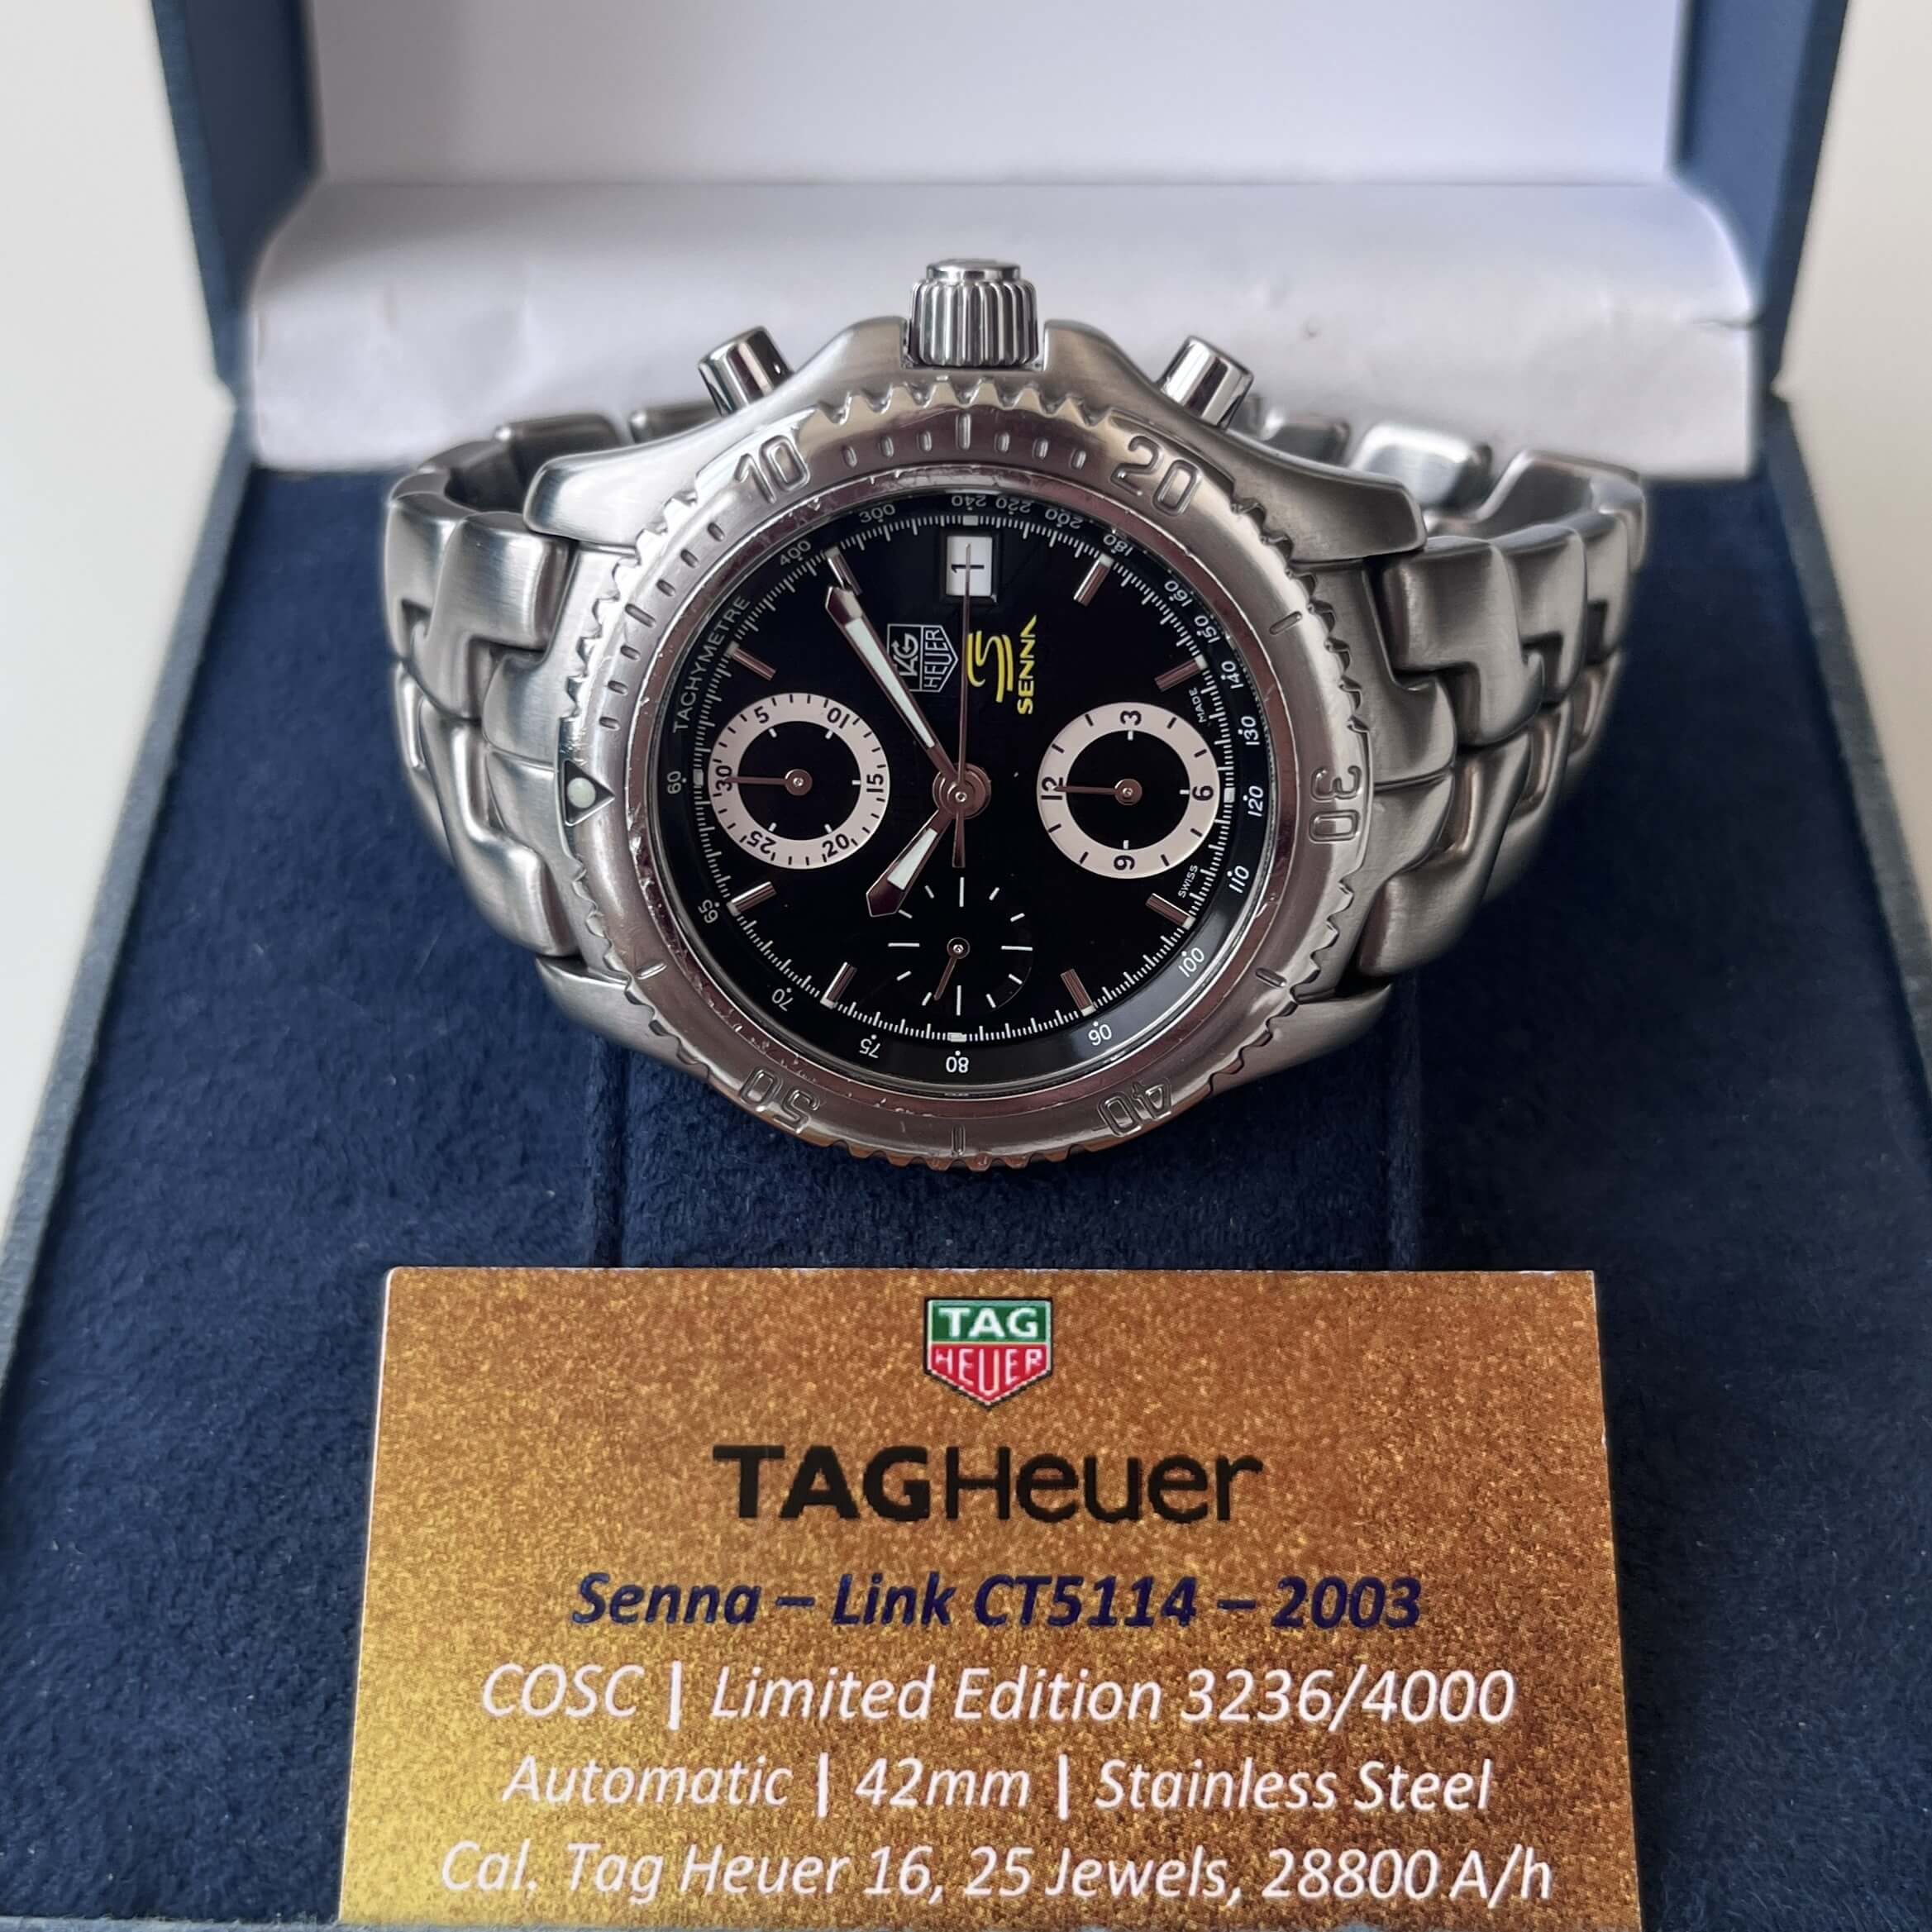 10
20
30
40
50
TACHYMETRE
400
300
240
220
200
180
160
150
140
130
120
110
100
90
80
75
70
65
60
1
TAG
HEUER
S
SENNA
5
10
15
20
25
30
3
6
9
12
SWISS
MADE
TAG
HEUER
TAGHeuer
Senna – Link CT5114 – 2003
COSC | Limited Edition 3236/4000
Automatic | 42mm | Stainless Steel
Cal. Tag Heuer 16, 25 Jewels, 28800 A/h